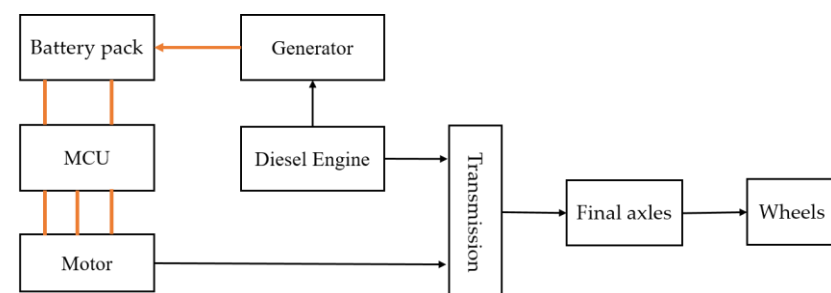 Battery pack
Generator
MCU
Diesel Engine
Transmission
Final axles
Wheels
Motor